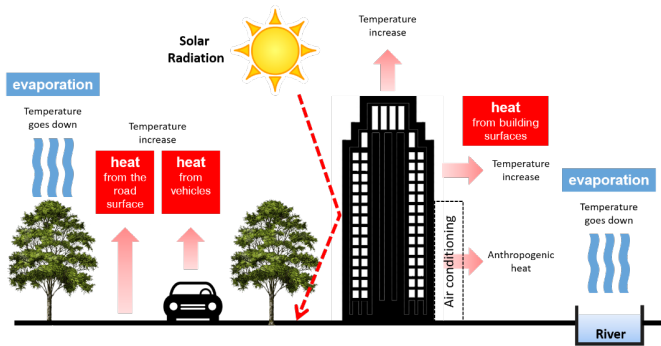 Solar
Radiation
Temperature
increase
evaporation
Temperature
goes down
Temperature
increase
heat
from the
road
surface
heat
from
vehicles
heat
from building
surfaces
Temperature
increase
evaporation
Temperature
goes down
Air conditioning
Anthropogenic
heat
River